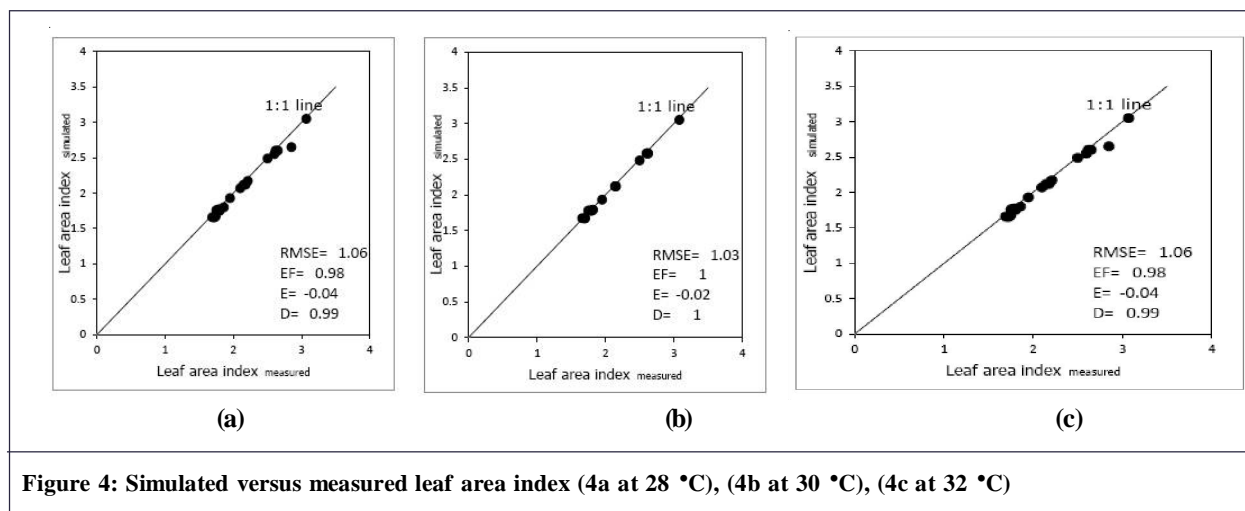 4
3.5
3
2.5
2
1.5
1
0.5
0
Leaf area index simulated
1:1 line
RMSE= 1.06
EF= 0.98
E= -0.04
D= 0.99
0 1 2 3 4
Leaf area index measured
(a)
4
3.5
3
2.5
2
1.5
1
0.5
0
Leaf area index simulated
1:1 line
RMSE= 1.03
EF= 1
E= -0.02
D= 1
0 1 2 3 4
Leaf area index measured
(b)
4
3.5
3
2.5
2
1.5
1
0.5
0
Leaf area index simulated
1:1 line
RMSE= 1.06
EF= 0.98
E= -0.04
D= 0.99
0 1 2 3 4
Leaf area index measured
(c)
Figure 4: Simulated versus measured leaf area index (4a at 28 •C), (4b at 30 •C), (4c at 32 •C)